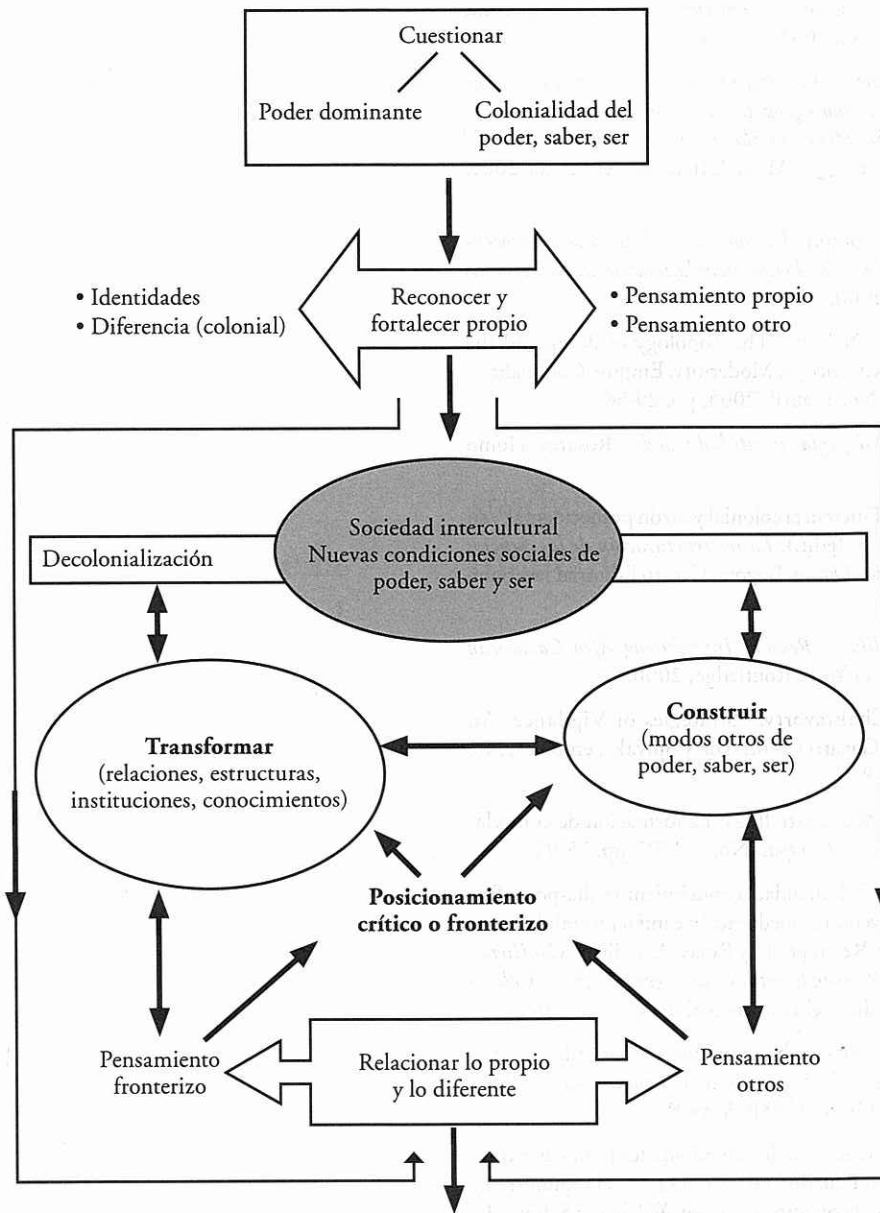 Cuestionar
Poder dominante
Colonialidad del
poder, saber, ser
• Identidades
• Diferencia (colonial)
Reconocer y
fortalecer propio
• Pensamiento propio
• Pensamiento otro
Sociedad intercultural
Nuevas condiciones sociales de
poder, saber y ser
Decolonialización
Transformar
(relaciones, estructuras,
instituciones, conocimientos)
Construir
(modos otros de
poder, saber, ser)
Posicionamiento
crítico o fronterizo
Pensamiento
fronterizo
Relacionar lo propio
y lo diferente
Pensamiento
otros